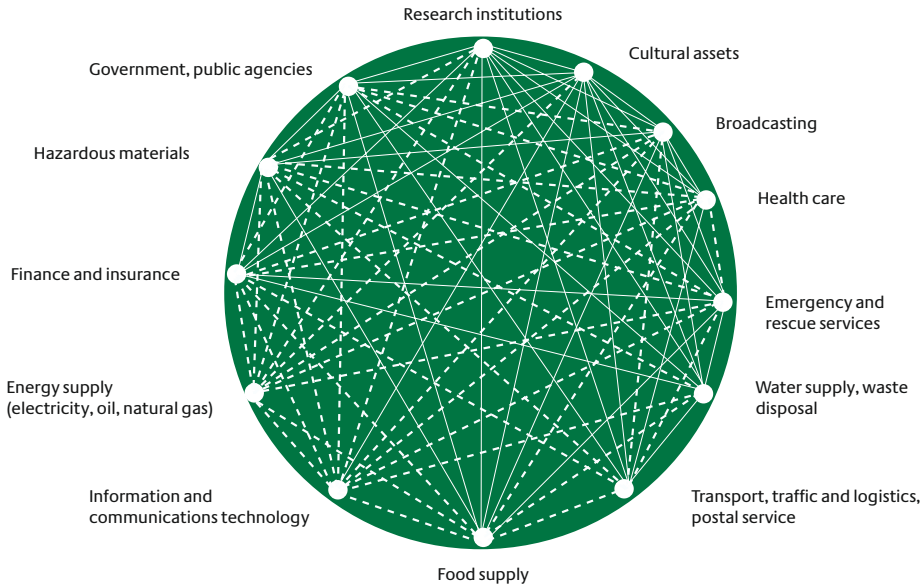 Research institutions
Government, public agencies
Cultural assets
Broadcasting
Hazardous materials
Health care
Finance and insurance
Emergency and
rescue services
Energy supply
(electricity, oil, natural gas)
Water supply, waste
disposal
Information and
communications technology
Transport, traffic and logistics,
postal service
Food supply